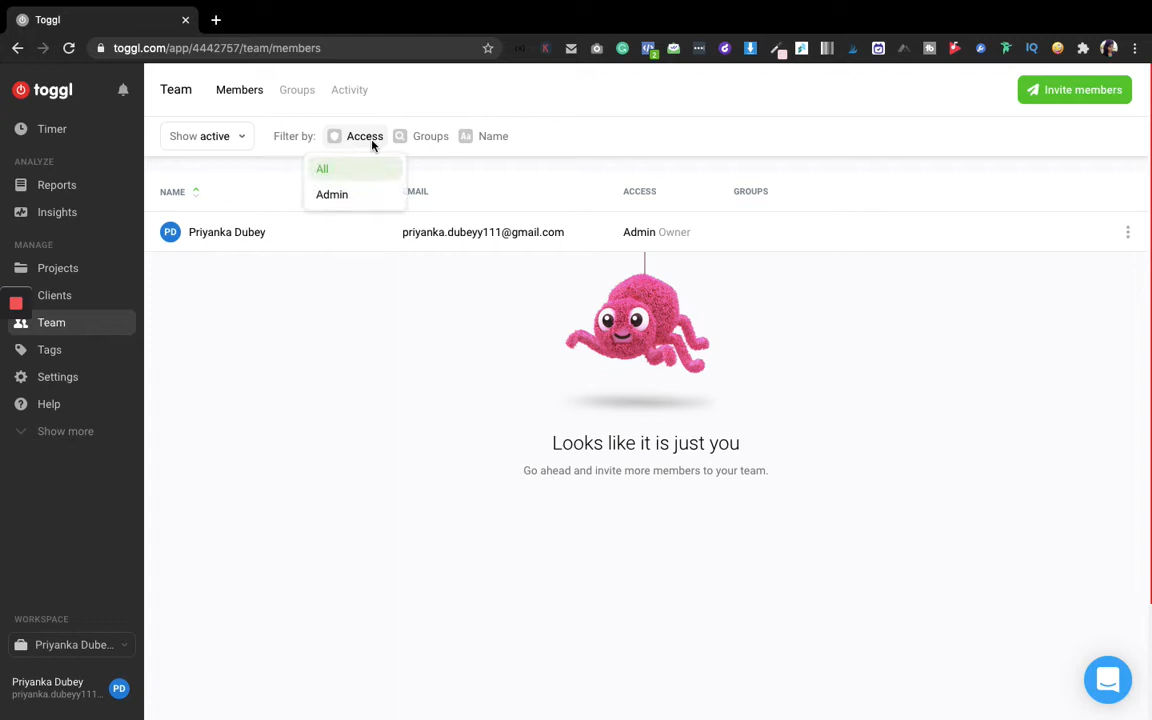 Toggl
toggl.com/app/4442757/team/members
2
toggl
Team
Members
Groups
Activity
Invite members
Timer
Show active
Filter by:
Access
Groups
Aa Name
All
Admin
ANALYZE
Reports
Insights
NAME
EMAIL
ACCESS
GROUPS
PD
Priyanka Dubey
priyanka.dubeyy111@gmail.com
Admin Owner
MANAGE
Projects
Clients
Team
Tags
Settings
Help
Show more
Looks like it is just you
Go ahead and invite more members to your team.
WORKSPACE
Priyanka Dube...
Priyanka Dubey
priyanka.dubeyy111...
PD